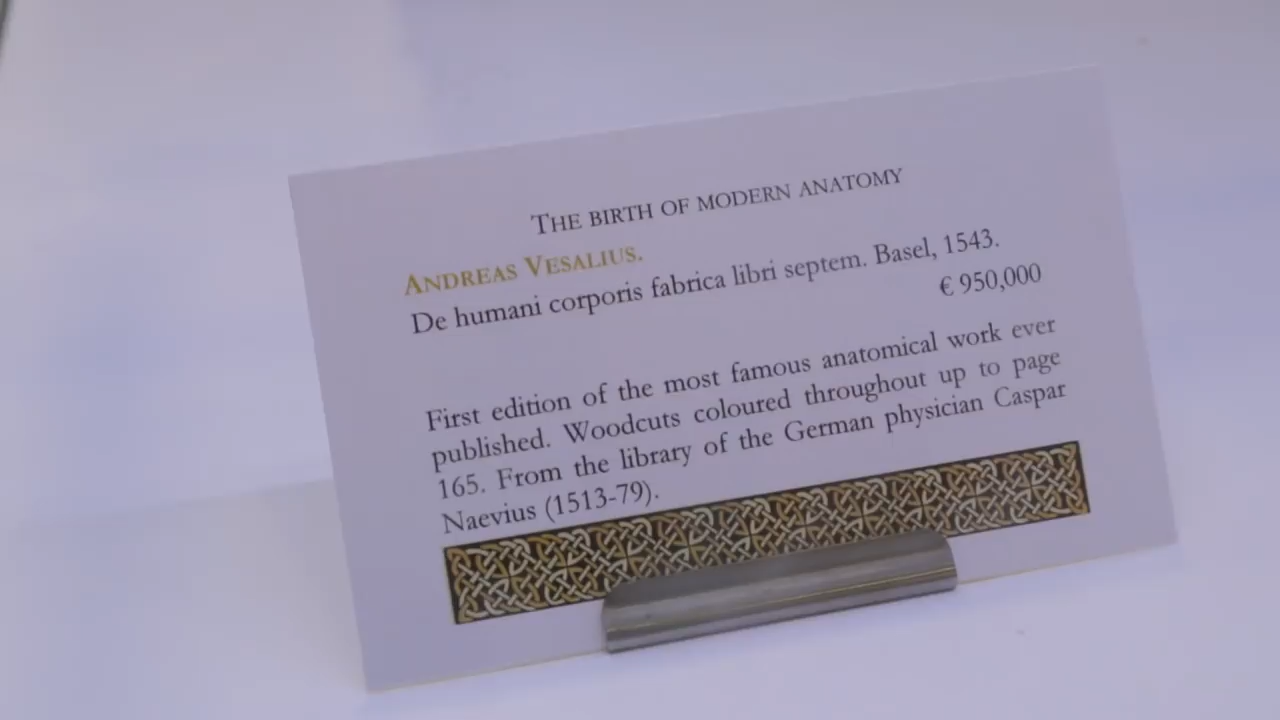 THE BIRTH OF MODERN ANATOMY
ANDREAS VESALIUS.
De humani corporis fabrica libri septem. Basel, 1543.
€ 950,000
First edition of the most famous anatomical work ever
published. Woodcuts coloured throughout up to page
165. From the library of the German physician Caspar
Naevius (1513-79).